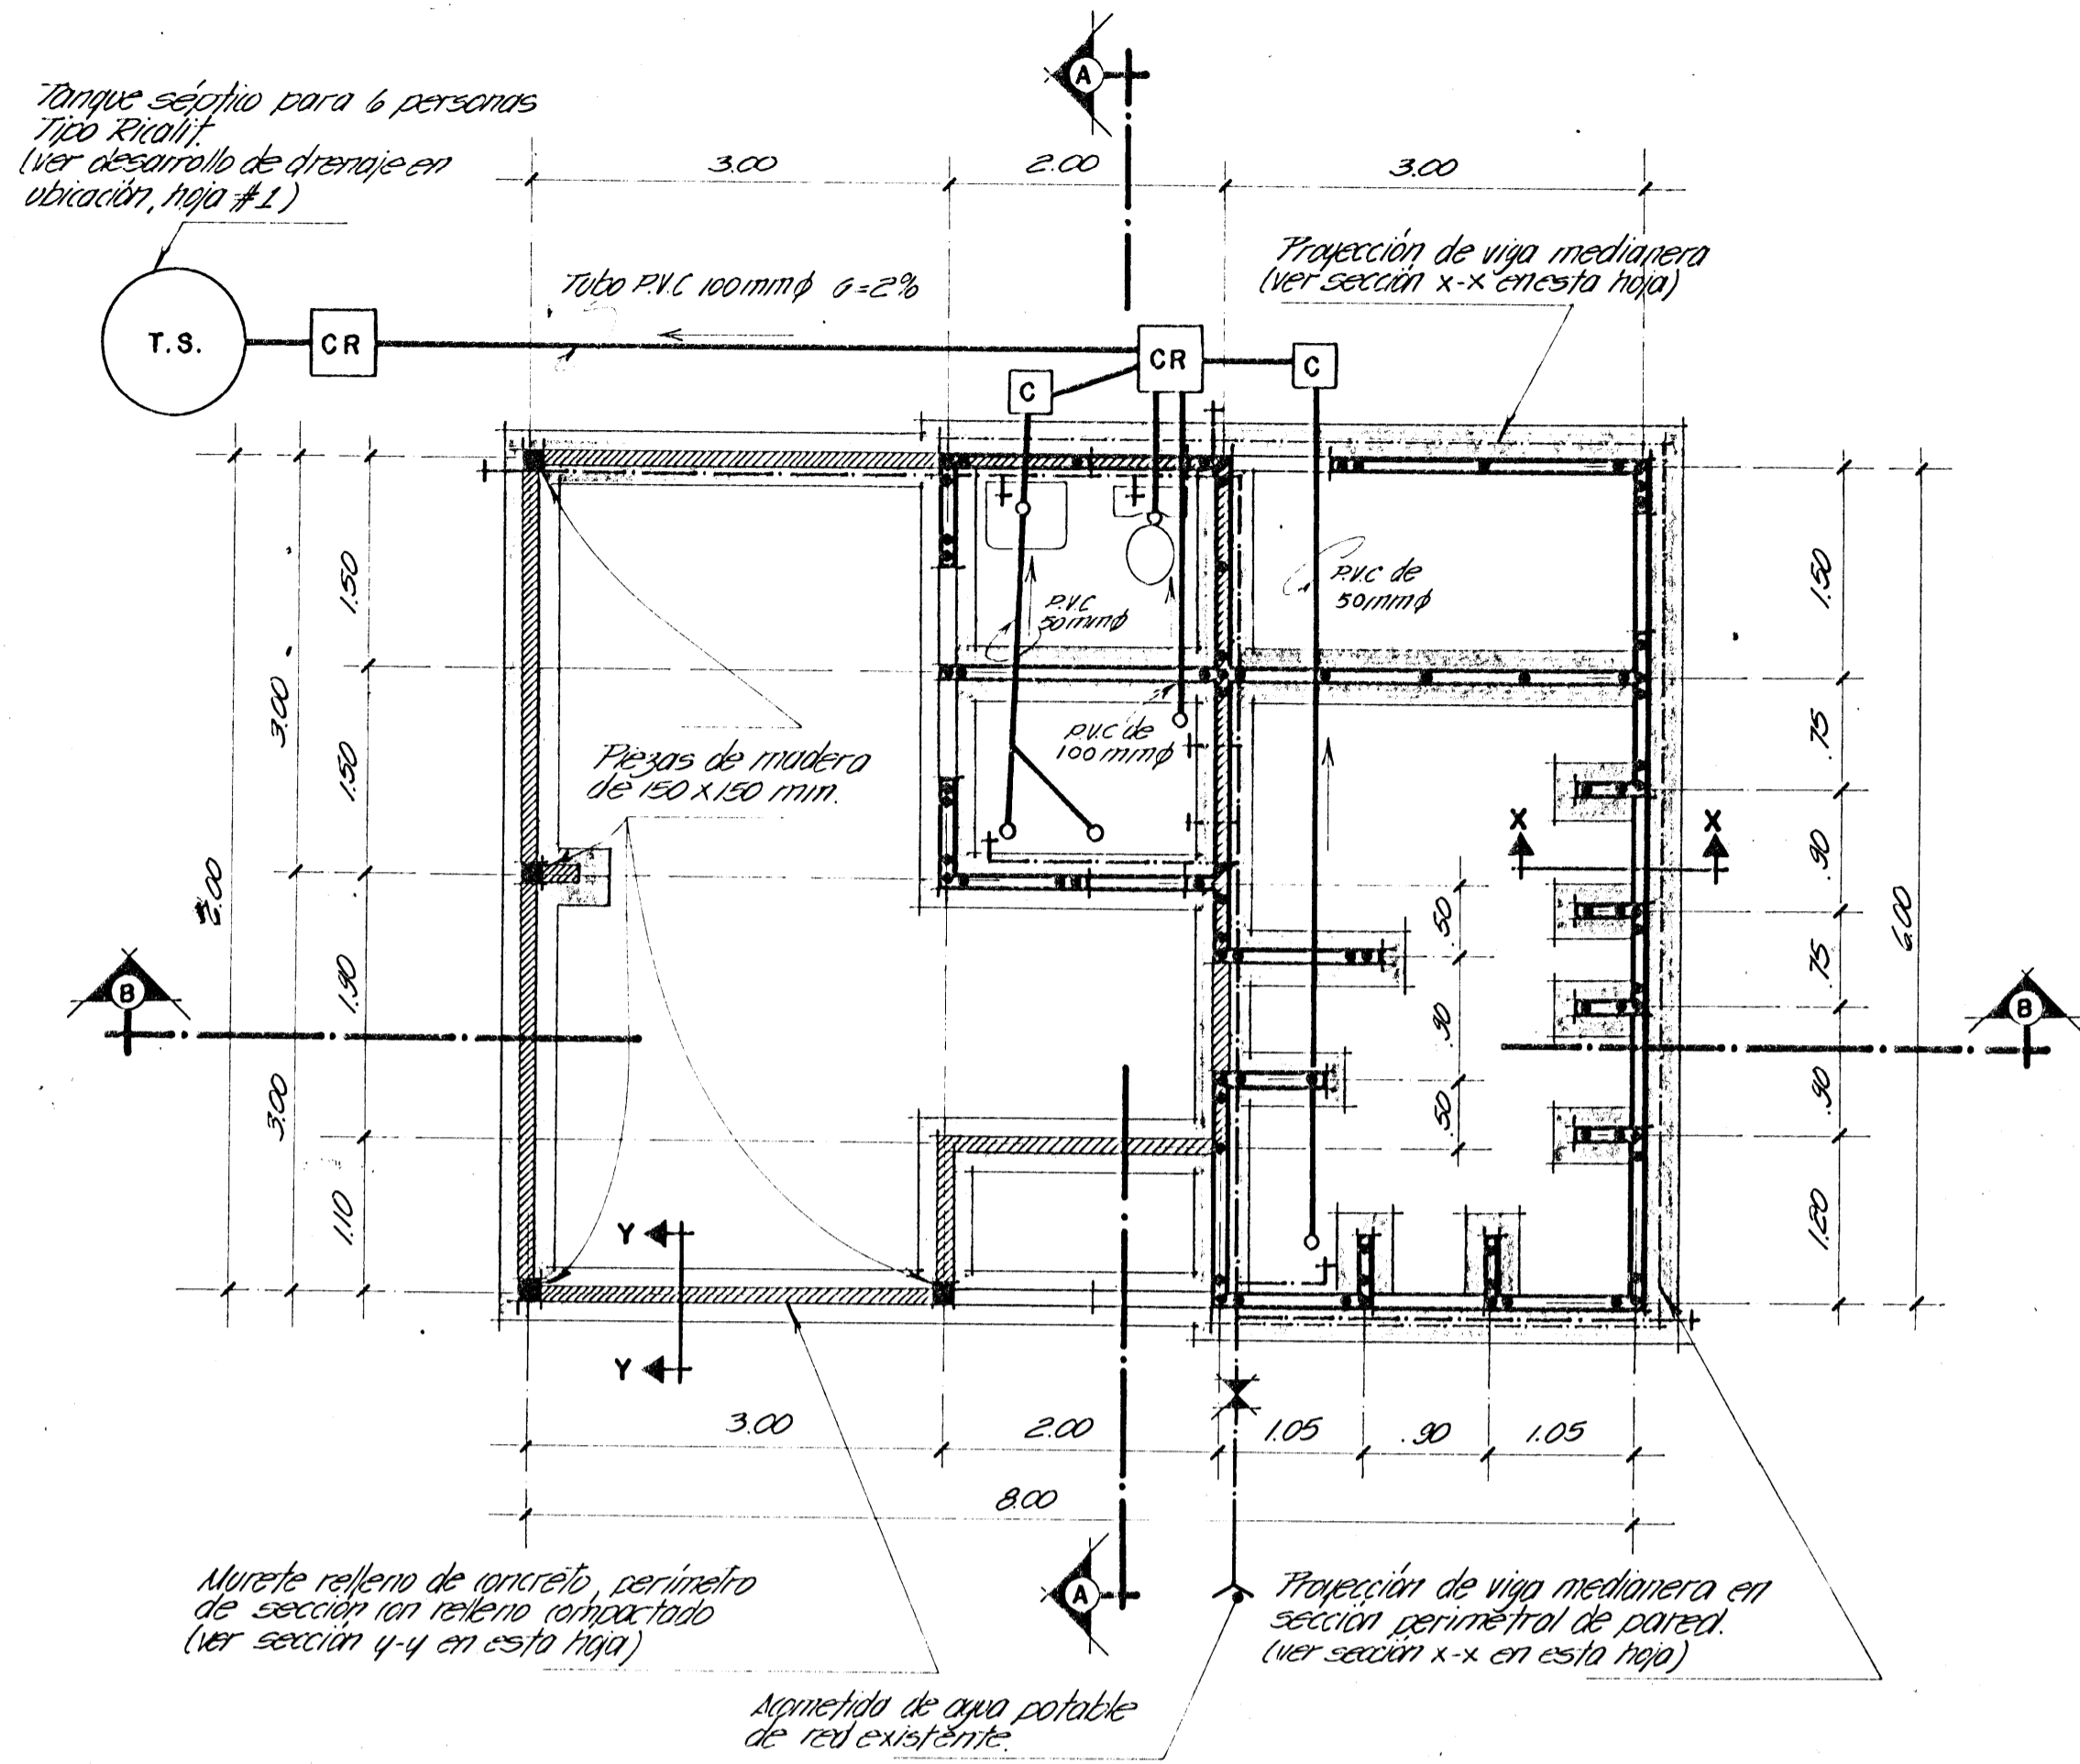 A
Tanque séptico para 6 personas
Tipo Ricalit.
(ver desarrollo de drenaje en
ubicación, hoja #1)
3.00
2.00
3.00
Proyección de viga medianera
(ver sección x-x en esta hoja)
Tubo P.V.C 100mmφ G=2%
T.S.
CR
CR
C
C
1.50
3.00
1.50
6.00
1.90
3.00
1.10
P.V.C
50mmφ
P.V.C de
50mmφ
P.V.C de
100mmφ
Piezas de madera
de 150 x 150 mm.
X
X
.50
.90
.50
1.50
.75
.90
.75
.90
1.20
6.00
B
B
Y
Y
3.00
2.00
1.05
.90
1.05
8.00
A
Murete relleno de concreto, perímetro
de sección con relleno compactado
(ver sección y-y en esta hoja)
Proyección de viga medianera en
sección perimetral de pared.
(ver sección x-x en esta hoja)
Acometida de agua potable
de red existente.